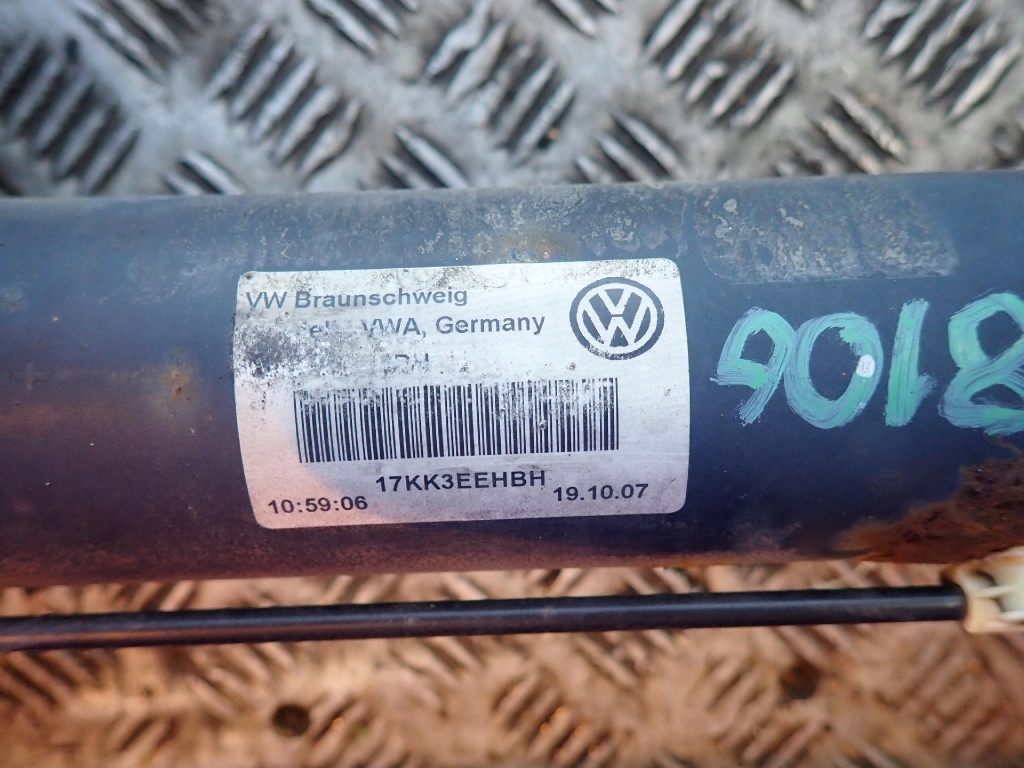 VW Braunschweig
VWA, Germany
17KK3EEHBH
10:59:06 19.10.07
9018